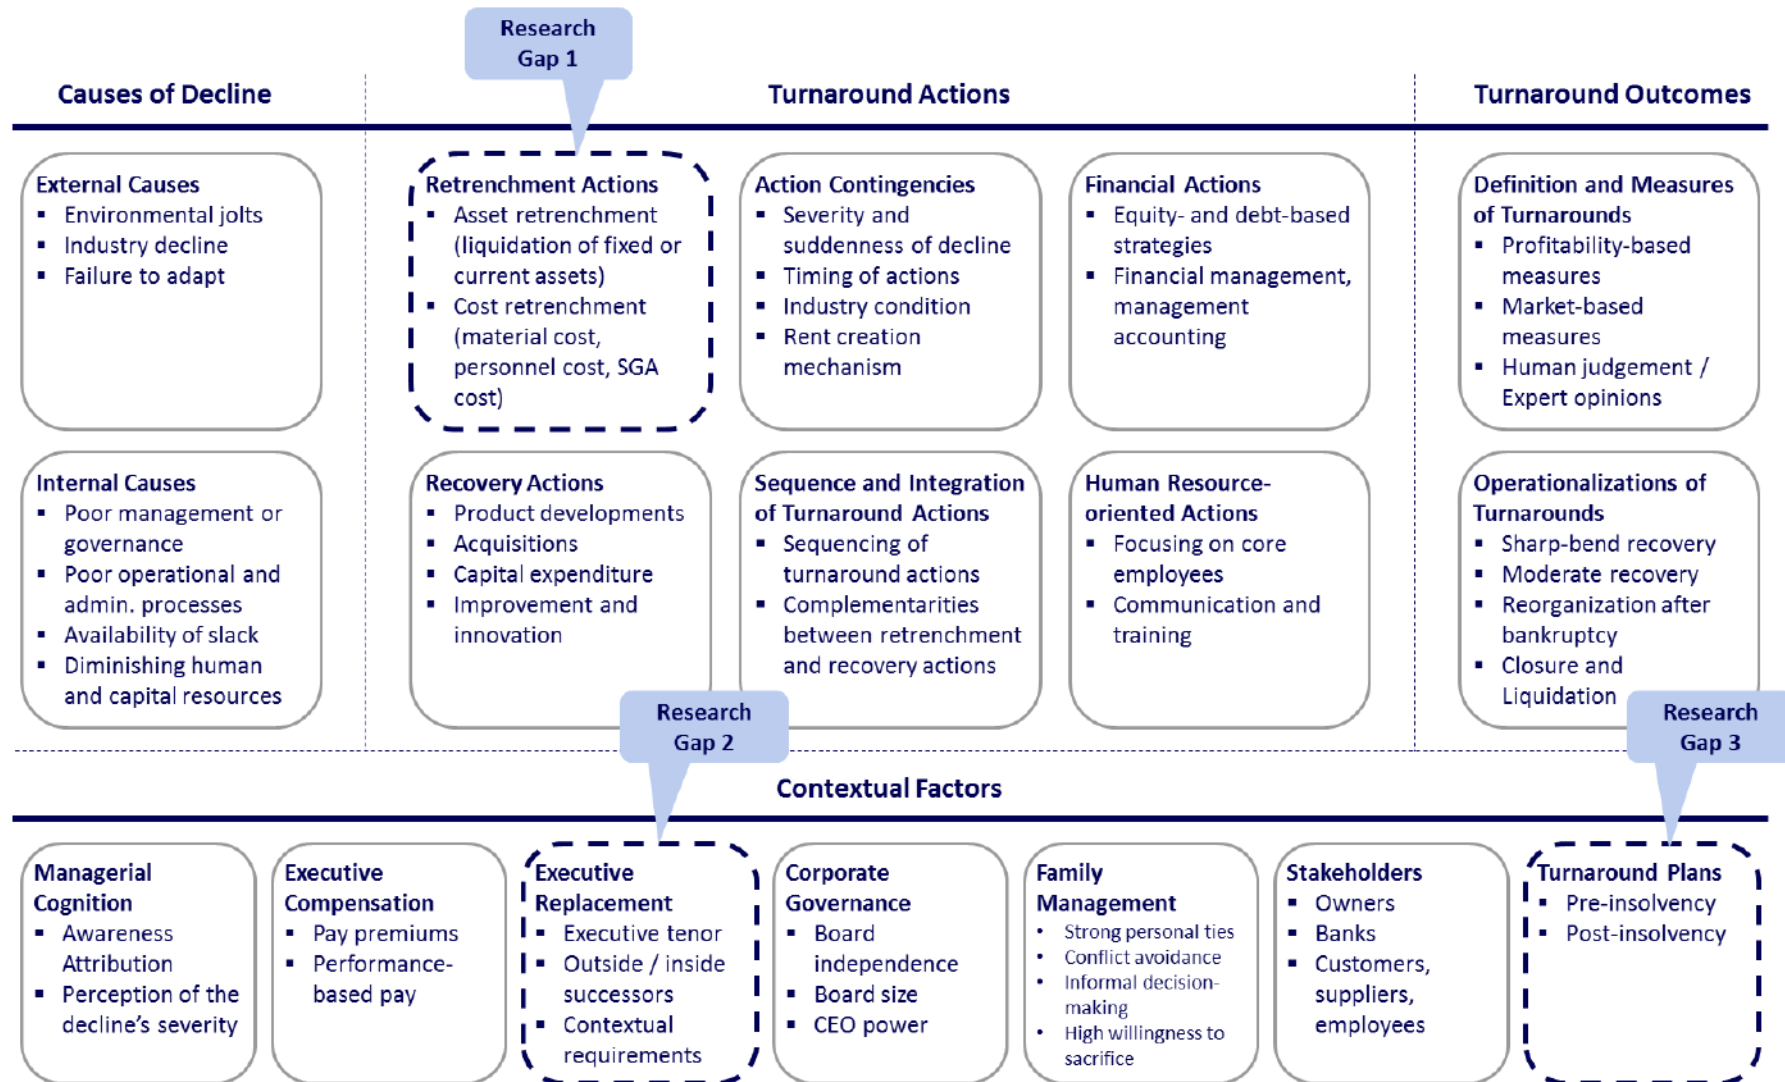 Research
Gap 1
Causes of Decline
Turnaround Actions
Turnaround Outcomes
External Causes
▪ Environmental jolts
▪ Industry decline
▪ Failure to adapt
Retrenchment Actions
▪ Asset retrenchment
(liquidation of fixed or
current assets)
▪ Cost retrenchment
(material cost,
personnel cost, SGA
cost)
Action Contingencies
▪ Severity and
suddenness of decline
▪ Timing of actions
▪ Industry condition
▪ Rent creation
mechanism
Financial Actions
▪ Equity- and debt-based
strategies
▪ Financial management,
management
accounting
Definition and Measures
of Turnarounds
▪ Profitability-based
measures
▪ Market-based
measures
▪ Human judgement /
Expert opinions
Internal Causes
▪ Poor management or
governance
▪ Poor operational and
admin. processes
▪ Availability of slack
▪ Diminishing human
and capital resources
Recovery Actions
▪ Product developments
▪ Acquisitions
▪ Capital expenditure
▪ Improvement and
innovation
Sequence and Integration
of Turnaround Actions
▪ Sequencing of
turnaround actions
▪ Complementarities
between retrenchment
and recovery actions
Human Resource-
oriented Actions
▪ Focusing on core
employees
▪ Communication and
training
Operationalizations of
Turnarounds
▪ Sharp-bend recovery
▪ Moderate recovery
▪ Reorganization after
bankruptcy
▪ Closure and
Liquidation
Research
Gap 2
Research
Gap 3
Contextual Factors
Managerial
Cognition
▪ Awareness
Attribution
▪ Perception of the
decline's severity
Executive
Compensation
▪ Pay premiums
▪ Performance-
based pay
Executive
Replacement
▪ Executive tenor
▪ Outside / inside
successors
▪ Contextual
requirements
Corporate
Governance
▪ Board
independence
▪ Board size
▪ CEO power
Family
Management
• Strong personal ties
• Conflict avoidance
• Informal decision-
making
• High willingness to
sacrifice
Stakeholders
▪ Owners
▪ Banks
▪ Customers,
suppliers,
employees
Turnaround Plans
▪ Pre-insolvency
▪ Post-insolvency